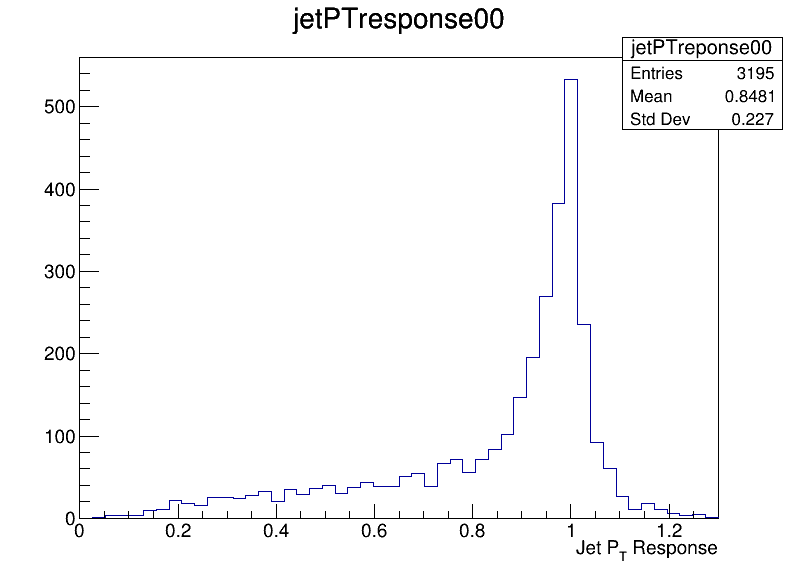 jetPTresponse00
jetPTreponse00
Entries 3195
Mean 0.8481
Std Dev 0.227
500
400
300
200
100
0
0 0.2 0.4 0.6 0.8 1 1.2
Jet PT Response